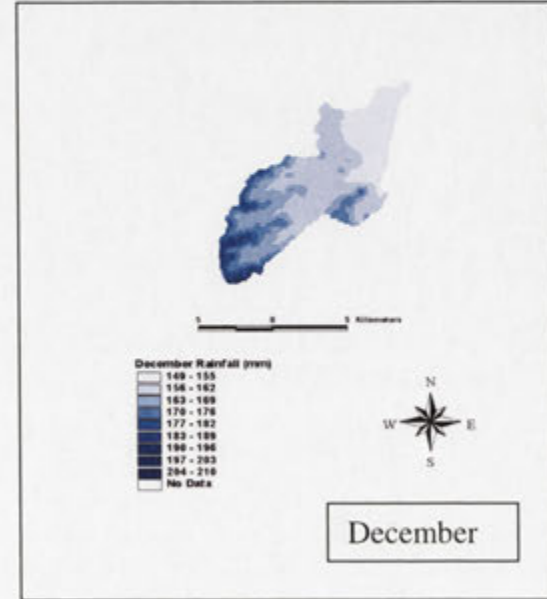 5 0 5 Kilometers
December Rainfall (mm)
149 - 155
156 - 162
163 - 169
170 - 176
177 - 182
183 - 189
190 - 196
197 - 203
204 - 210
No Data
N
W E
S
December